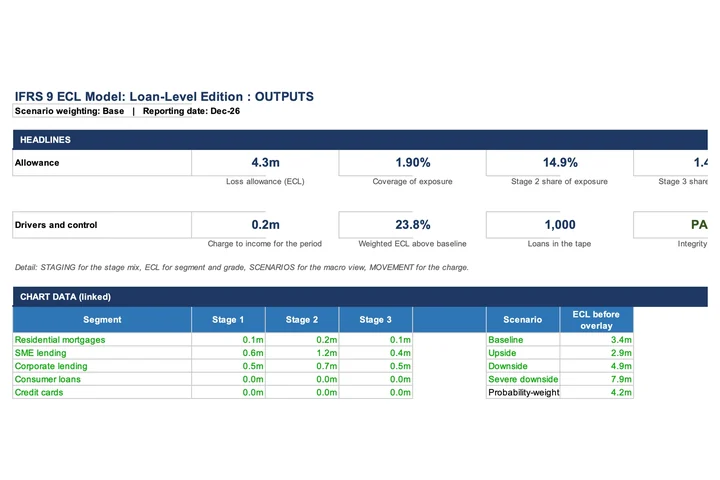 IFRS 9 ECL Model: Loan-Level Edition : OUTPUTS
Scenario weighting: Base | Reporting date: Dec-26
HEADLINES
Allowance 4.3m 1.90% 14.9% 1.4
Loss allowance (ECL) Coverage of exposure Stage 2 share of exposure Stage 3 share
Drivers and control 0.2m 23.8% 1,000 PA
Charge to income for the period Weighted ECL above baseline Loans in the tape Integrity
Detail: STAGING for the stage mix, ECL for segment and grade, SCENARIOS for the macro view, MOVEMENT for the charge.
CHART DATA (linked)
Segment Stage 1 Stage 2 Stage 3 Scenario ECL before
overlay
Residential mortgages 0.1m 0.2m 0.1m Baseline 3.4m
SME lending 0.6m 1.2m 0.4m Upside 2.9m
Corporate lending 0.5m 0.7m 0.5m Downside 4.9m
Consumer loans 0.0m 0.0m 0.0m Severe downside 7.9m
Credit cards 0.0m 0.0m 0.0m Probability-weight 4.2m